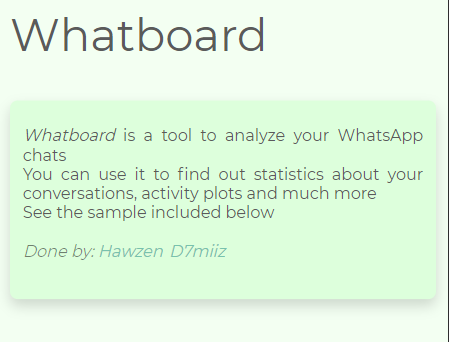 Whatboard
Whatboard is a tool to analyze your WhatsApp
chats
You can use it to find out statistics about your
conversations, activity plots and much more
See the sample included below
Done by: Hawzen D7miiz